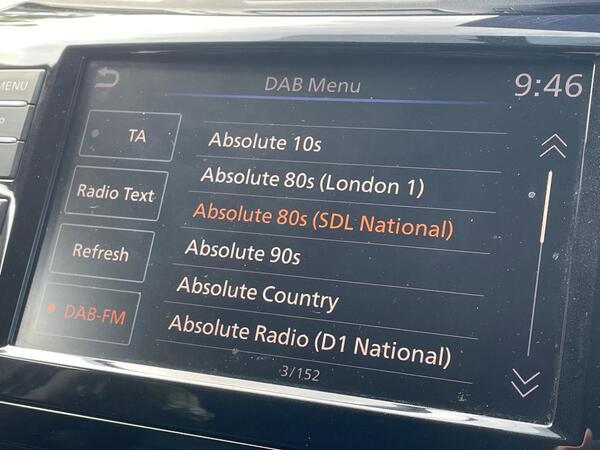 MENU
DAB Menu
9:46
TA
Radio Text
Refresh
DAB-FM
Absolute 10s
Absolute 80s (London 1)
Absolute 80s (SDL National)
Absolute 90s
Absolute Country
Absolute Radio (D1 National)
3/152